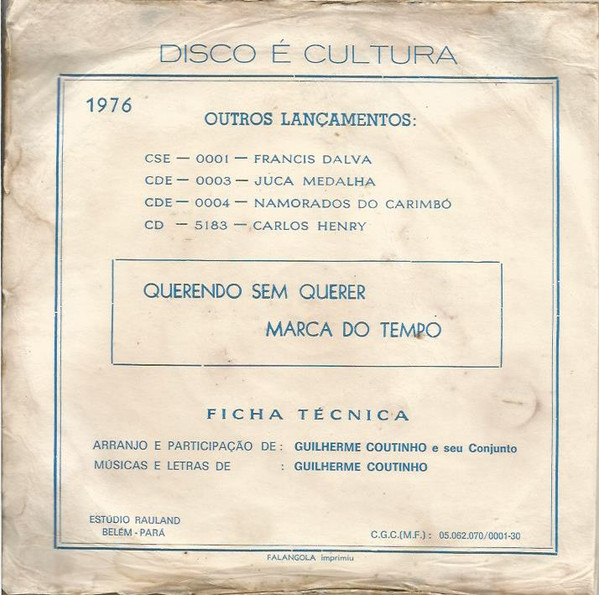 DISCO É CULTURA
1976
OUTROS LANÇAMENTOS:
CSE — 0001 — FRANCIS DALVA
CDE — 0003 — JUCA MEDALHA
CDE — 0004 — NAMORADOS DO CARIMBÓ
CD — 5183 — CARLOS HENRY
QUERENDO SEM QUERER
MARCA DO TEMPO
FICHA TÉCNICA
ARRANJO E PARTICIPAÇÃO DE : GUILHERME COUTINHO e seu Conjunto
MÚSICAS E LETRAS DE : GUILHERME COUTINHO
ESTÚDIO RAULAND
BELÉM - PARÁ
C.G.C.(M.F.) : 05.062.070/0001-30
FALANGOLA Imprimiu